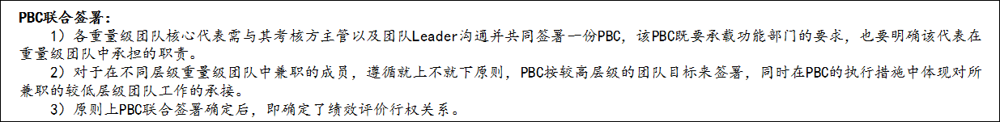 PBC联合签署：
1）各重量级团队核心代表需与其考核方主管以及团队Leader沟通并共同签署一份PBC，该PBC既要承载功能部门的要求，也要明确该代表在
重量级团队中承担的职责。
2）对于在不同层级重量级团队中兼职的成员，遵循就上不就下原则，PBC按较高层级的团队目标来签署，同时在PBC的执行措施中体现对所
兼职的较低层级团队工作的承接。
3）原则上PBC联合签署确定后，即确定了绩效评价行权关系。